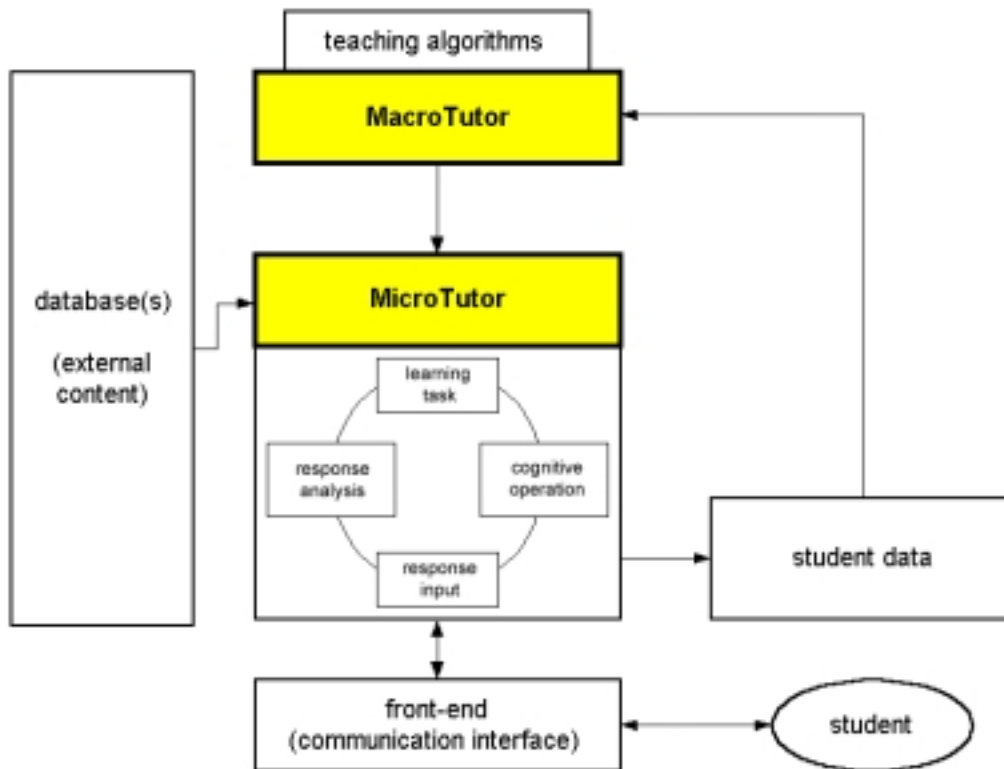 teaching algorithms
MacroTutor
database(s)
(external
content)
MicroTutor
learning
task
response
analysis
cognitive
operation
response
input
student data
front-end
(communication interface)
student